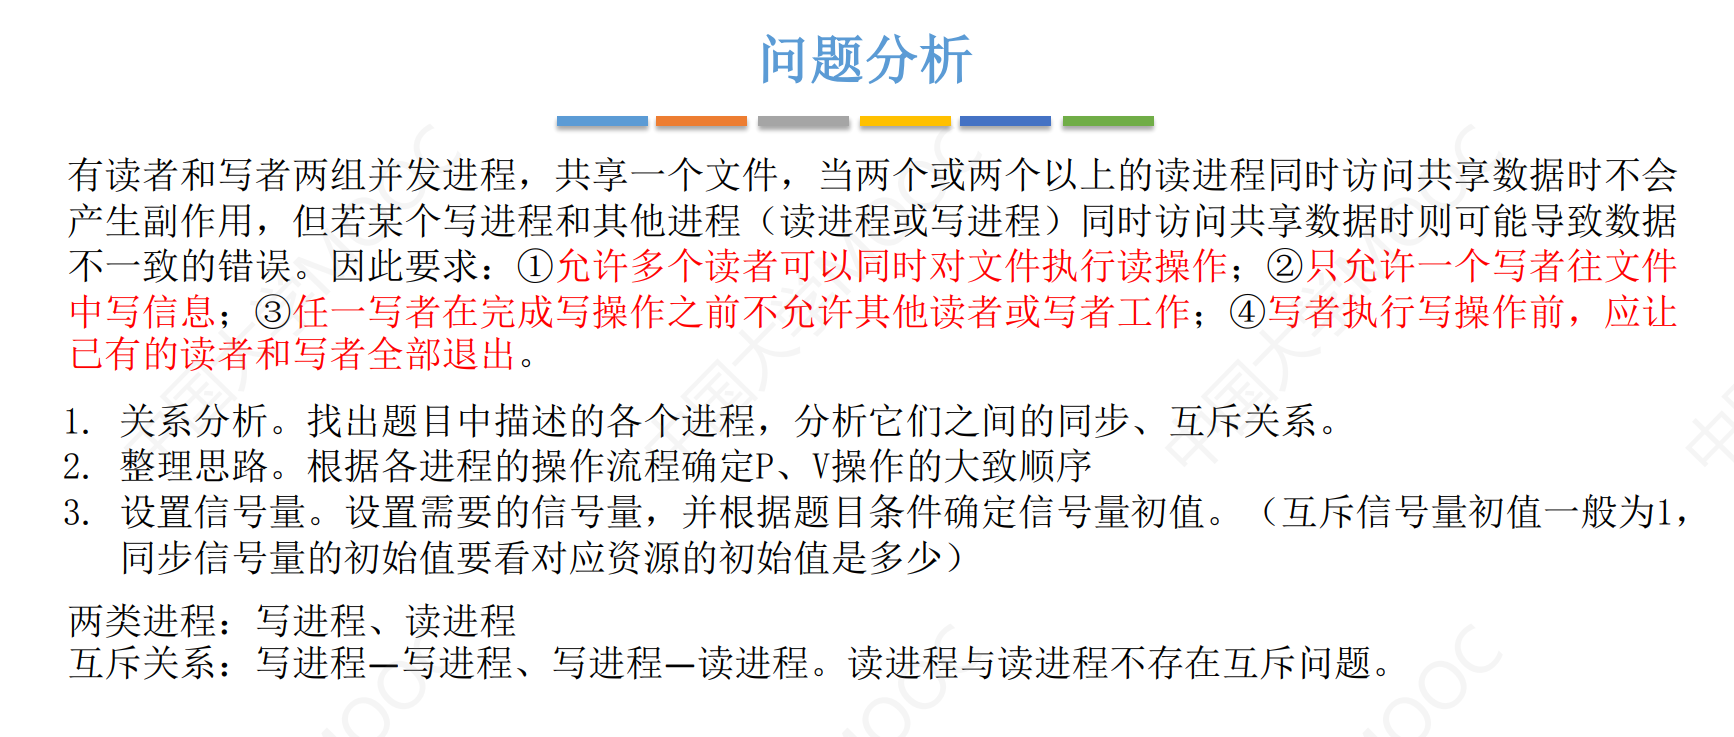 问题分析
有读者和写者两组并发进程，共享一个文件，当两个或两个以上的读进程同时访问共享数据时不会
产生副作用，但若某个写进程和其他进程（读进程或写进程）同时访问共享数据时则可能导致数据
不一致的错误。因此要求：①允许多个读者可以同时对文件执行读操作；②只允许一个写者往文件
中写信息；③任一写者在完成写操作之前不允许其他读者或写者工作；④写者执行写操作前，应让
已有的读者和写者全部退出。
1. 关系分析。找出题目中描述的各个进程，分析它们之间的同步、互斥关系。
2. 整理思路。根据各进程的操作流程确定P、V操作的大致顺序
3. 设置信号量。设置需要的信号量，并根据题目条件确定信号量初值。（互斥信号量初值一般为1，
同步信号量的初始值要看对应资源的初始值是多少）
两类进程：写进程、读进程
互斥关系：写进程—写进程、写进程—读进程。读进程与读进程不存在互斥问题。